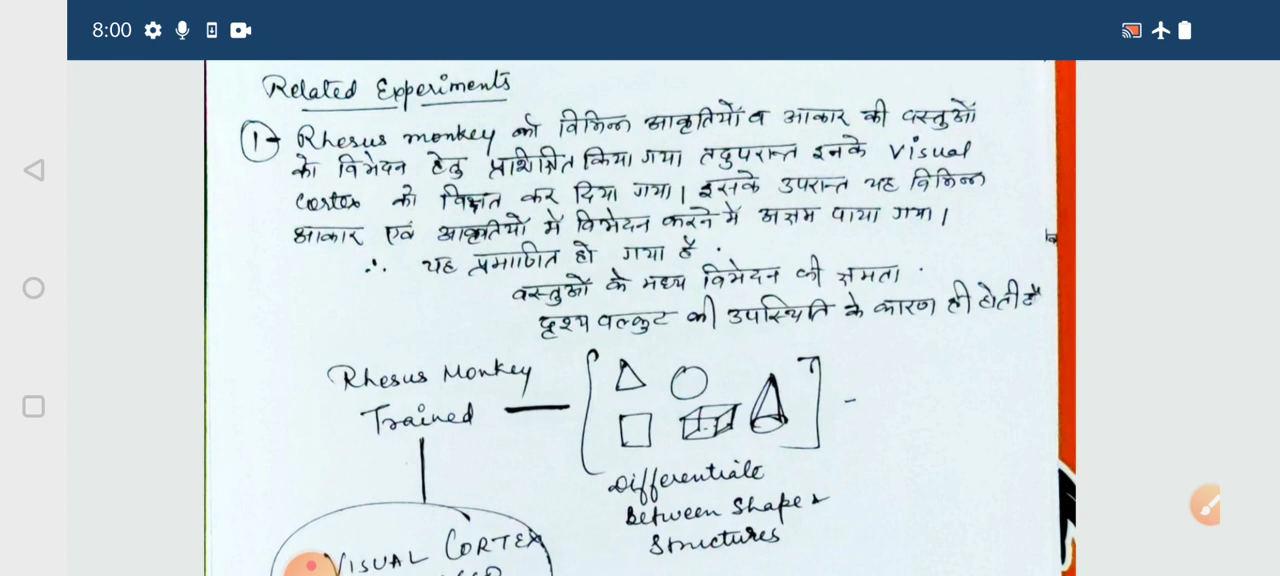 8:00
Related Experiments
1- Rhesus monkey को विभिन्न आकृतियों व आकार की वस्तुओं
के विभेदन हेतु प्रशिक्षित किया गया तदुपरान्त इनके Visual
Cortex को विक्षत कर दिया गया। इसके उपरान्त यह विभिन्न
आकार एवं आकृतियों में विभेदन करने में असम पाया गया।
∴ यह प्रमाणित हो गया है
वस्तुओं के मध्य विभेदन की क्षमता
दृश्य वल्कुट की उपस्थिति के कारण ही होती है
Rhesus Monkey
Trained
Differentiate
Between Shape &
Structures
VISUAL CORTEX